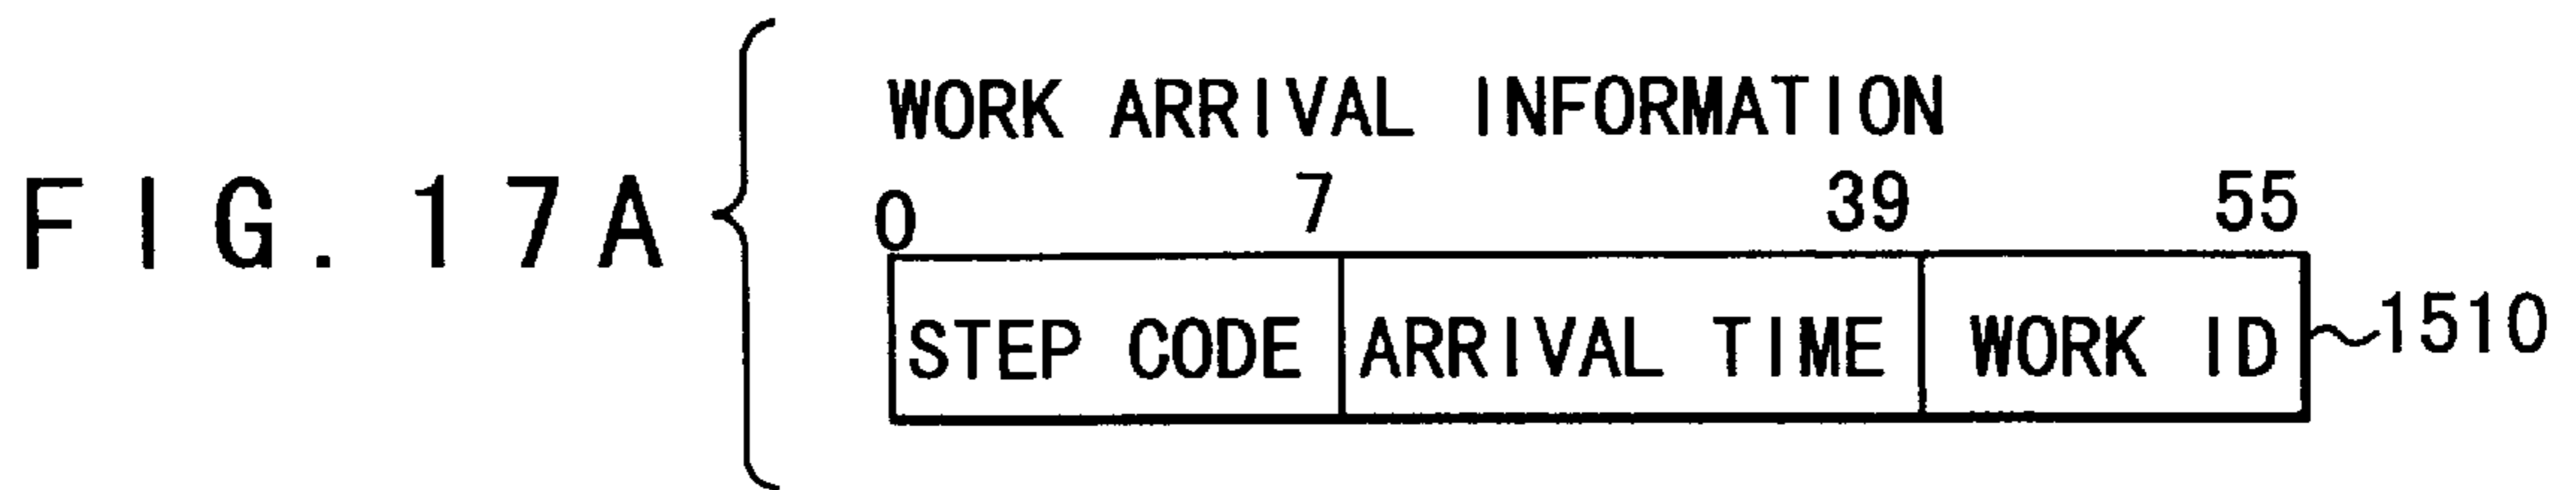 FIG. 17A
WORK ARRIVAL INFORMATION
0 7 39 55
STEP CODE ARRIVAL TIME WORK ID 1510